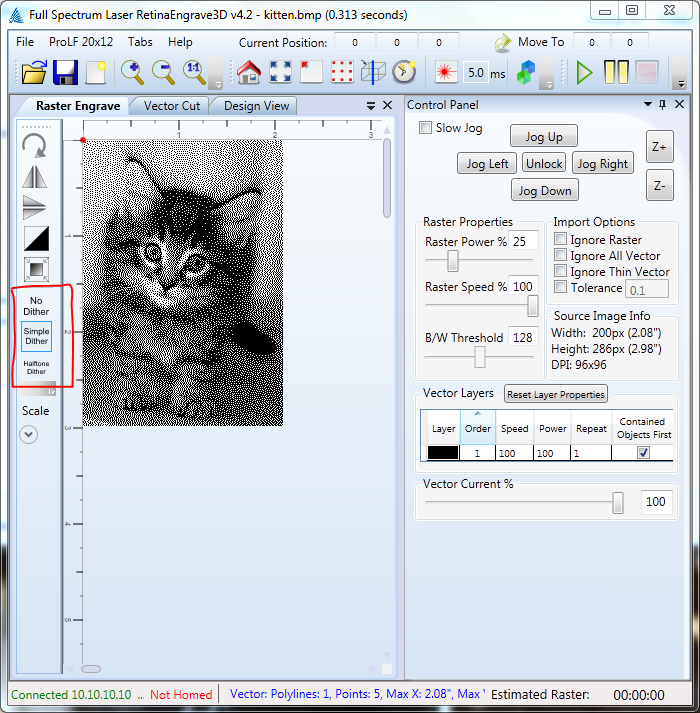 Full Spectrum Laser RetinaEngrave3D v4.2 - kitten.bmp (0.313 seconds)
File ProLF 20x12 Tabs Help Current Position: 0 0 0 Move To 0 0
1:1 5.0 ms
Raster Engrave Vector Cut Design View
Control Panel
1 2 3
1
2
3
4
5
No
Dither
Simple
Dither
Halftone
Dither
Scale
Slow Jog
Jog Up
Jog Left Unlock Jog Right
Jog Down
Z+
Z-
Raster Properties
Raster Power % 25
Raster Speed % 100
B/W Threshold 128
Import Options
Ignore Raster
Ignore All Vector
Ignore Thin Vector
Tolerance 0.1
Source Image Info
Width: 200px (2.08")
Height: 286px (2.98")
DPI: 96x96
Vector Layers Reset Layer Properties
Layer Order Speed Power Repeat Contained
Objects First
1 100 100 1
Vector Current %
100
Connected 10.10.10.10 ... Not Homed Vector: Polylines: 1, Points: 5, Max X: 2.08", Max Estimated Raster: 00:00:00